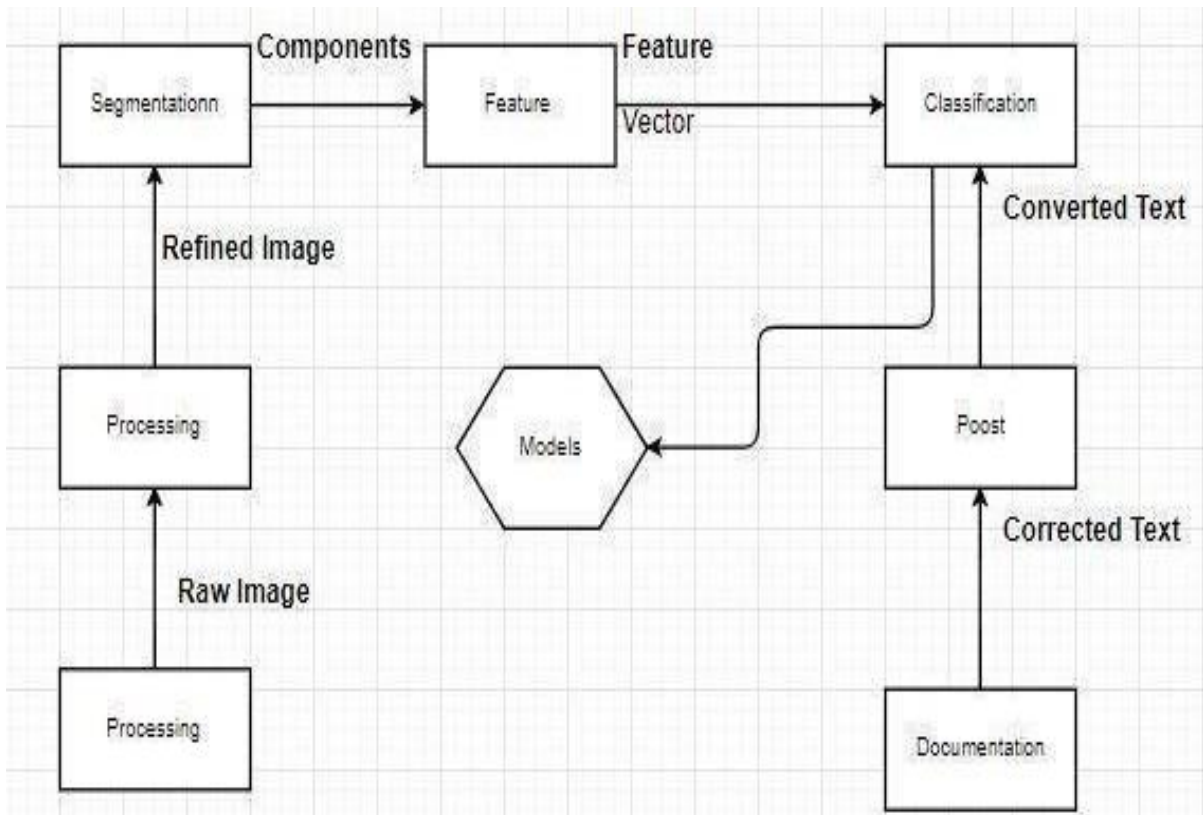 Components
Feature
Segmentationn
Feature
Classification
Vector
Converted Text
Refined Image
Processing
Models
Poost
Corrected Text
Raw Image
Processing
Documentation